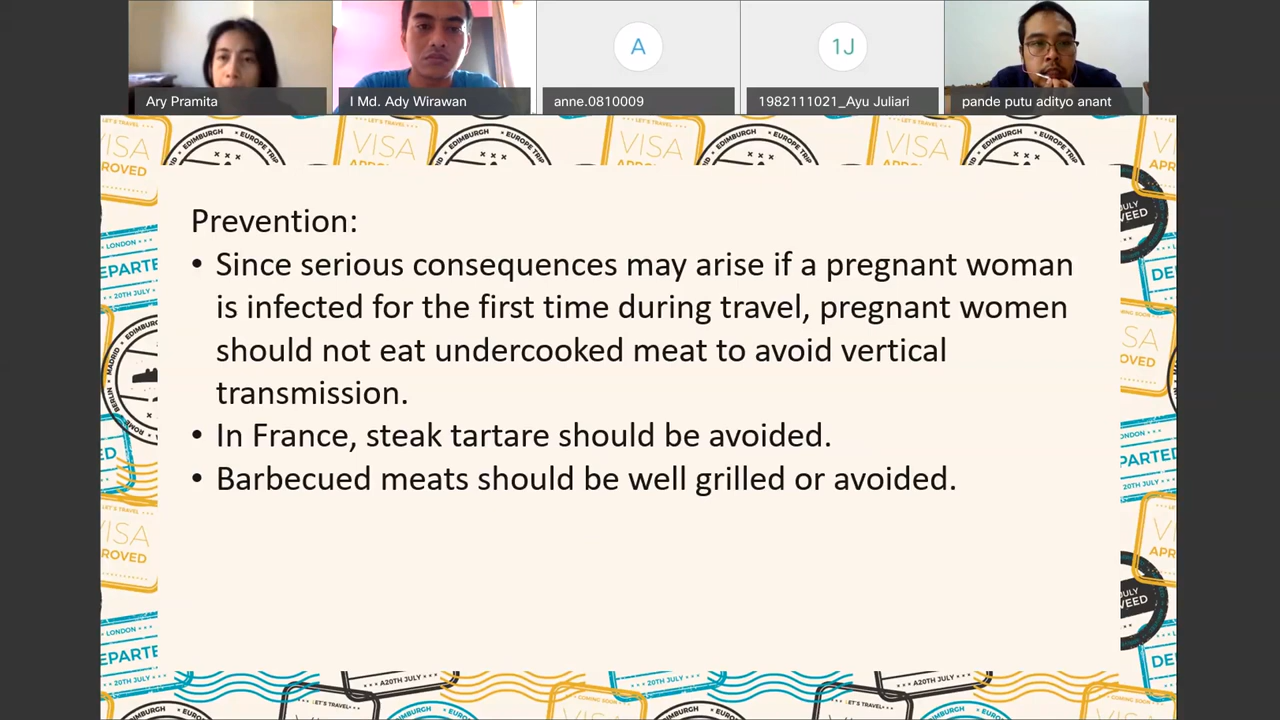 A
1J
Ary Pramita
I Md. Ady Wirawan
anne.0810009
1982111021_Ayu Juliari
pande putu adityo anant
Prevention:
• Since serious consequences may arise if a pregnant woman
is infected for the first time during travel, pregnant women
should not eat undercooked meat to avoid vertical
transmission.
• In France, steak tartare should be avoided.
• Barbecued meats should be well grilled or avoided.